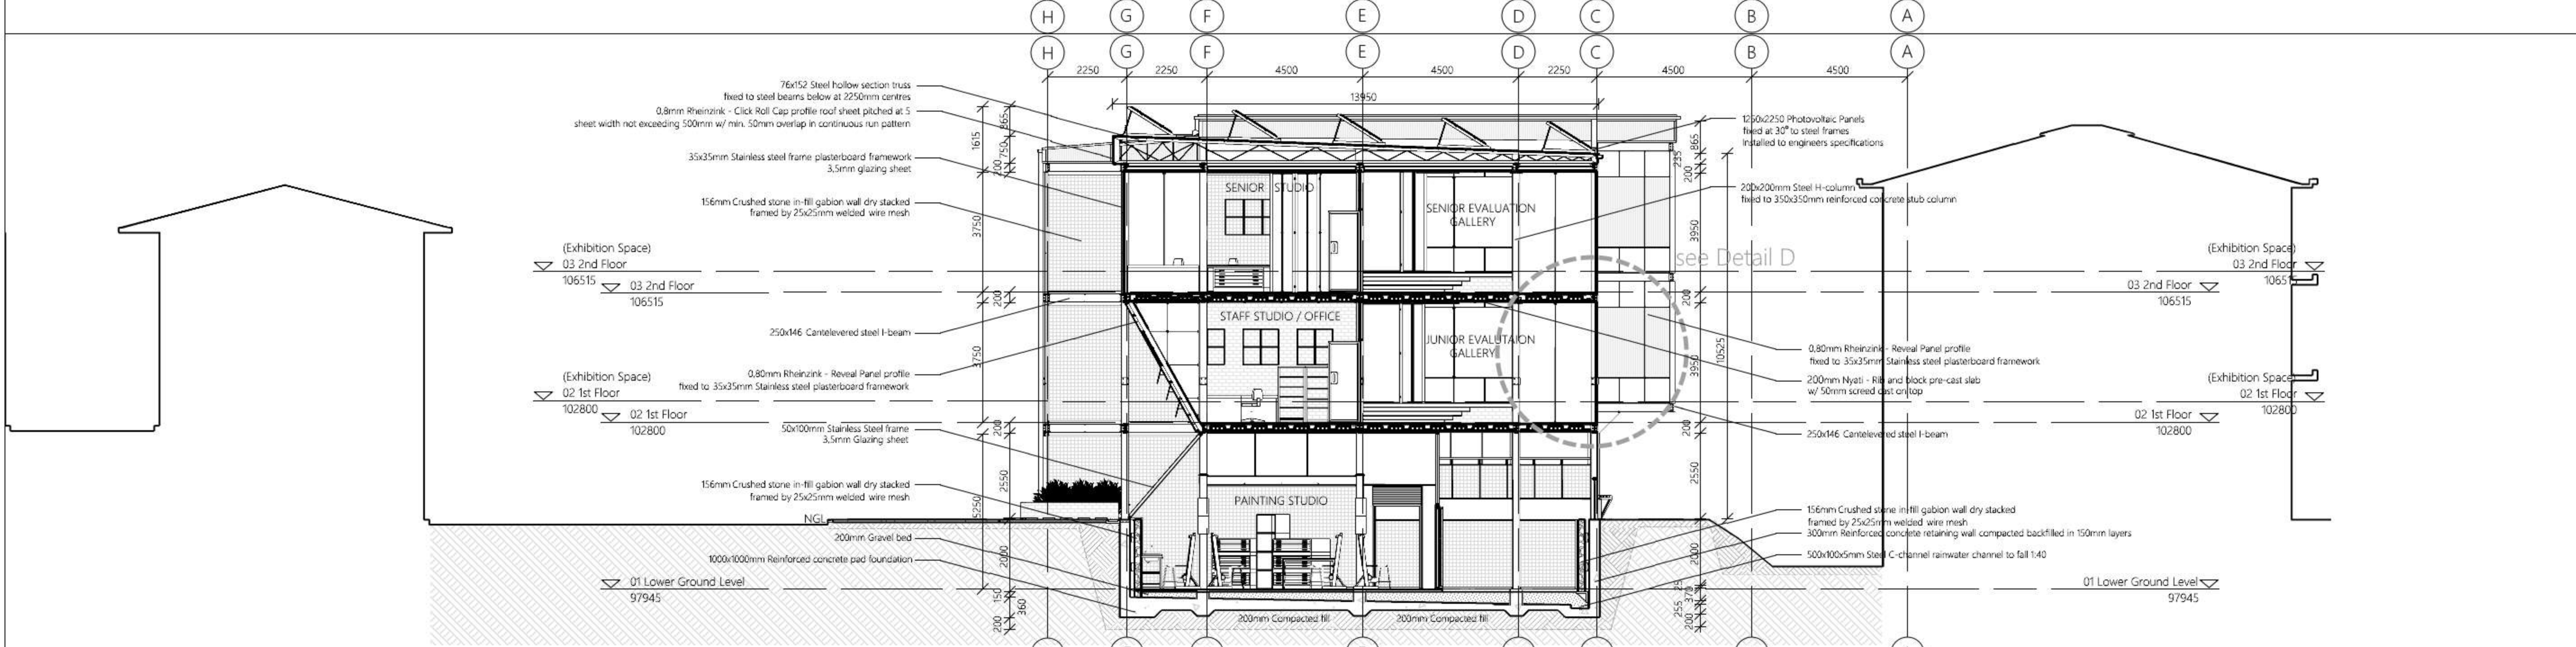 H G F E D C B A
H G F E D C B A
2250 2250 4500 4500 2250 4500 4500
13950
76x152 Steel hollow section truss
fixed to steel beams below at 2250mm centres
0,8mm Rheinzink - Click Roll Cap profile roof sheet pitched at 5
sheet width not exceeding 500mm w/ min. 50mm overlap in continuous run pattern
35x35mm Stainless steel frame plasterboard framework
3,5mm glazing sheet
156mm Crushed stone in-fill gabion wall dry stacked
framed by 25x25mm welded wire mesh
(Exhibition Space)
03 2nd Floor
106515
03 2nd Floor
106515
250x146 Cantelevered steel I-beam
0,80mm Rheinzink - Reveal Panel profile
fixed to 35x35mm Stainless steel plasterboard framework
(Exhibition Space)
02 1st Floor
102800
02 1st Floor
102800
50x100mm Stainless Steel frame
3,5mm Glazing sheet
156mm Crushed stone in-fill gabion wall dry stacked
framed by 25x25mm welded wire mesh
NGL
200mm Gravel bed
1000x1000mm Reinforced concrete pad foundation
01 Lower Ground Level
97945
1615
865
750
200
3750
200
3750
200
2550
5250
2000
150
360
200
SENIOR STUDIO
SENIOR EVALUATION
GALLERY
STAFF STUDIO / OFFICE
JUNIOR EVALUTAION
GALLERY
PAINTING STUDIO
200mm Compacted fill
200mm Compacted fill
865
235
200
3950
200
3950
10525
200
2550
2000
25
370
255
200
1250x2250 Photovoltaic Panels
fixed at 30° to steel frames
Installed to engineers specifications
200x200mm Steel H-column
fixed to 350x350mm reinforced concrete stub column
see Detail D
0,80mm Rheinzink - Reveal Panel profile
fixed to 35x35mm Stainless steel plasterboard framework
200mm Nyati - Rib and block pre-cast slab
w/ 50mm screed cast on top
250x146 Cantelevered steel I-beam
156mm Crushed stone in-fill gabion wall dry stacked
framed by 25x25mm welded wire mesh
300mm Reinforced concrete retaining wall compacted backfilled in 150mm layers
500x100x5mm Steel C-channel rainwater channel to fall 1:40
(Exhibition Space)
03 2nd Floor
106515
03 2nd Floor
106515
(Exhibition Space)
02 1st Floor
102800
02 1st Floor
102800
01 Lower Ground Level
97945